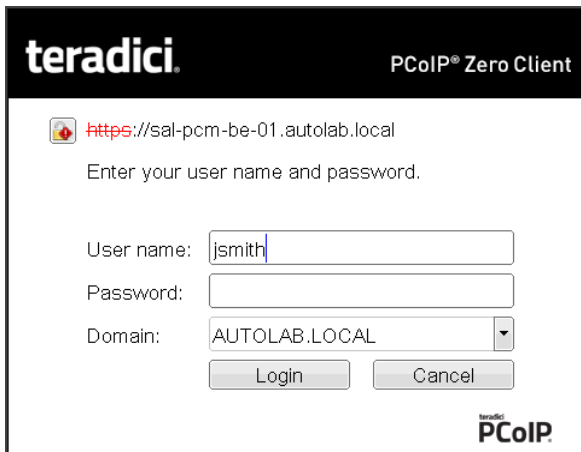 teradici.
PCoIP® Zero Client
https://sal-pcm-be-01.autolab.local
Enter your user name and password.
User name: jsmith
Password:
Domain: AUTOLAB.LOCAL
Login Cancel
teradici
PCoIP.